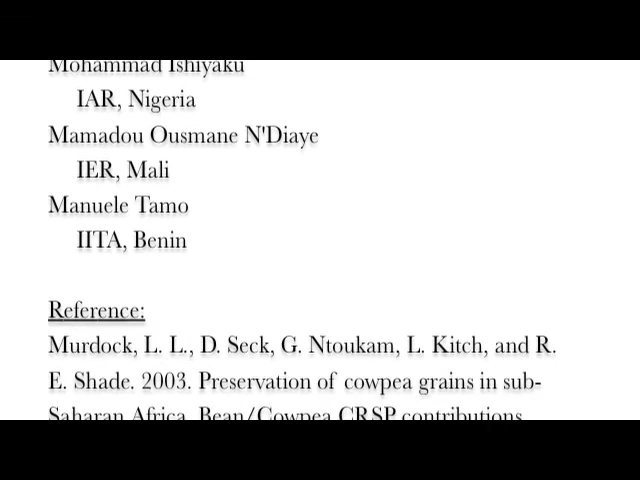 Mohammad Ishiyaku
IAR, Nigeria
Mamadou Ousmane N'Diaye
IER, Mali
Manuele Tamo
IITA, Benin
Reference:
Murdock, L. L., D. Seck, G. Ntoukam, L. Kitch, and R.
E. Shade. 2003. Preservation of cowpea grains in sub-
Saharan Africa. Bean/Cowpea CRSP contributions